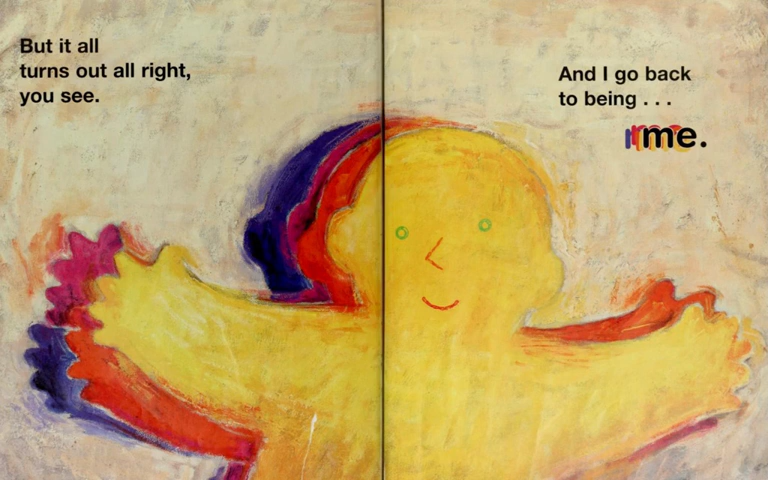 But it all
turns out all right,
you see.
And I go back
to being . . .
me.